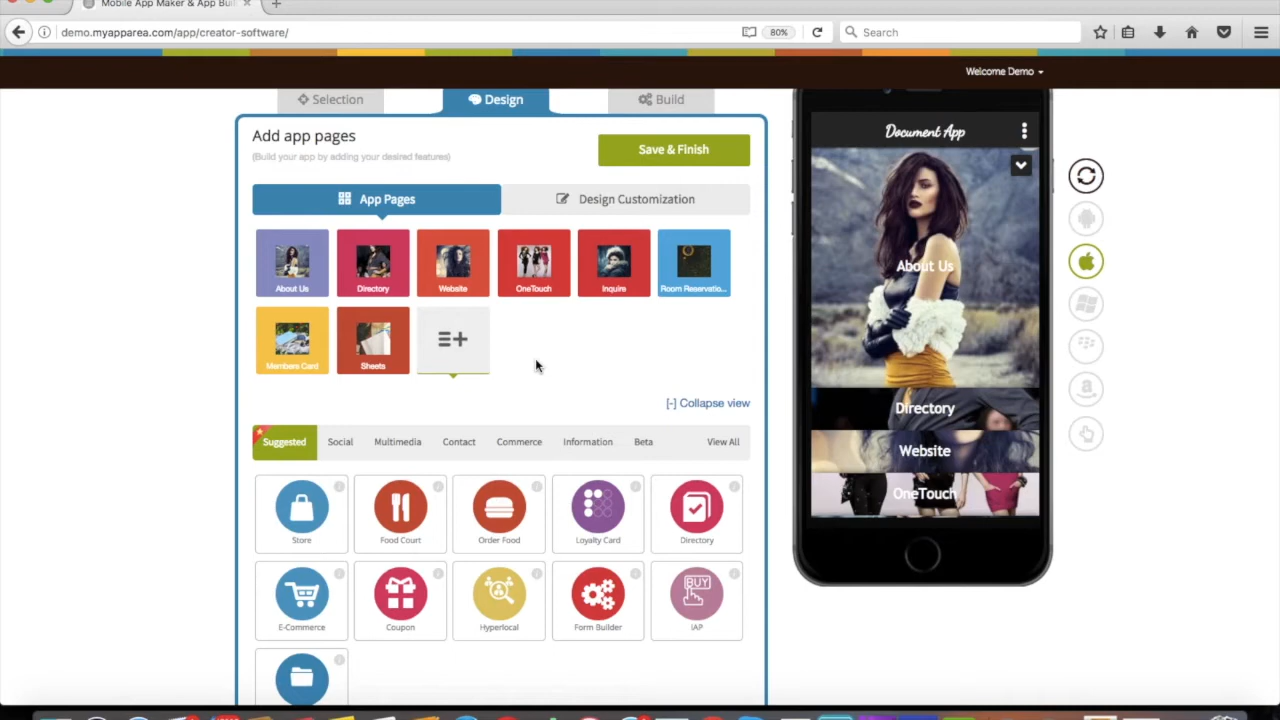 Mobile App Maker & App Buil
demo.myapparea.com/app/creator-software/
80%
Search
Welcome Demo
Selection
Design
Build
Add app pages
(Build your app by adding your desired features)
Save & Finish
App Pages
Design Customization
About Us
Directory
Website
OneTouch
Inquire
Room Reservatio...
Members Card
Sheets
[-] Collapse view
Suggested
Social
Multimedia
Contact
Commerce
Information
Beta
View All
Store
Food Court
Order Food
Loyalty Card
Directory
E-Commerce
Coupon
Hyperlocal
Form Builder
BUY
IAP
Document App
About Us
Directory
Website
OneTouch